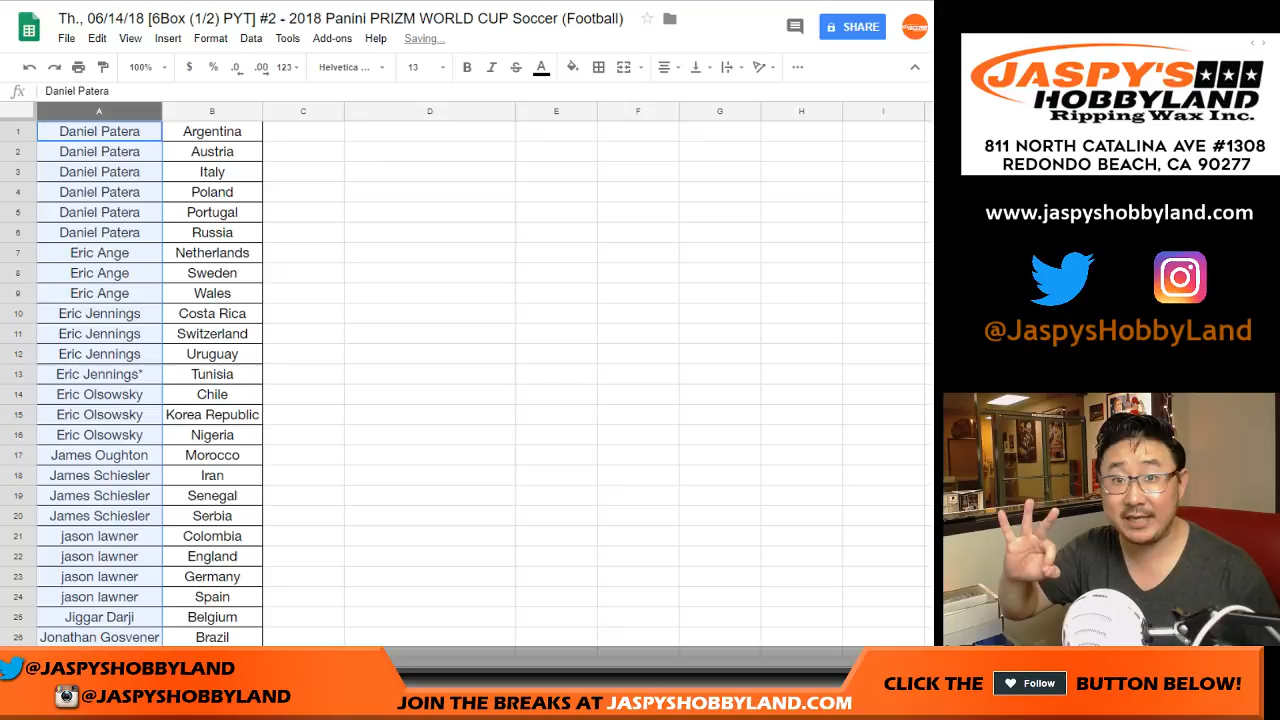 Th., 06/14/18 [6Box (1/2) PYT] #2 - 2018 Panini PRIZM WORLD CUP Soccer (Football)
File Edit View Insert Format Data Tools Add-ons Help Saving...
SHARE
100% $ % .0 .00 123 Helvetica ... 13 B I S A
fx Daniel Patera
A B C D E F G H I
1 Daniel Patera Argentina
2 Daniel Patera Austria
3 Daniel Patera Italy
4 Daniel Patera Poland
5 Daniel Patera Portugal
6 Daniel Patera Russia
7 Eric Ange Netherlands
8 Eric Ange Sweden
9 Eric Ange Wales
10 Eric Jennings Costa Rica
11 Eric Jennings Switzerland
12 Eric Jennings Uruguay
13 Eric Jennings* Tunisia
14 Eric Olsowsky Chile
15 Eric Olsowsky Korea Republic
16 Eric Olsowsky Nigeria
17 James Oughton Morocco
18 James Schiesler Iran
19 James Schiesler Senegal
20 James Schiesler Serbia
21 jason lawner Colombia
22 jason lawner England
23 jason lawner Germany
24 jason lawner Spain
25 Jiggar Darji Belgium
26 Jonathan Gosvener Brazil
JASPY'S
HOBBYLAND
Ripping Wax Inc.
811 NORTH CATALINA AVE #1308
REDONDO BEACH, CA 90277
www.jaspyshobbyland.com
@JaspysHobbyLand
@JASPYSHOBBYLAND
@JASPYSHOBBYLAND
JOIN THE BREAKS AT JASPYSHOBBYLAND.COM
CLICK THE Follow BUTTON BELOW!